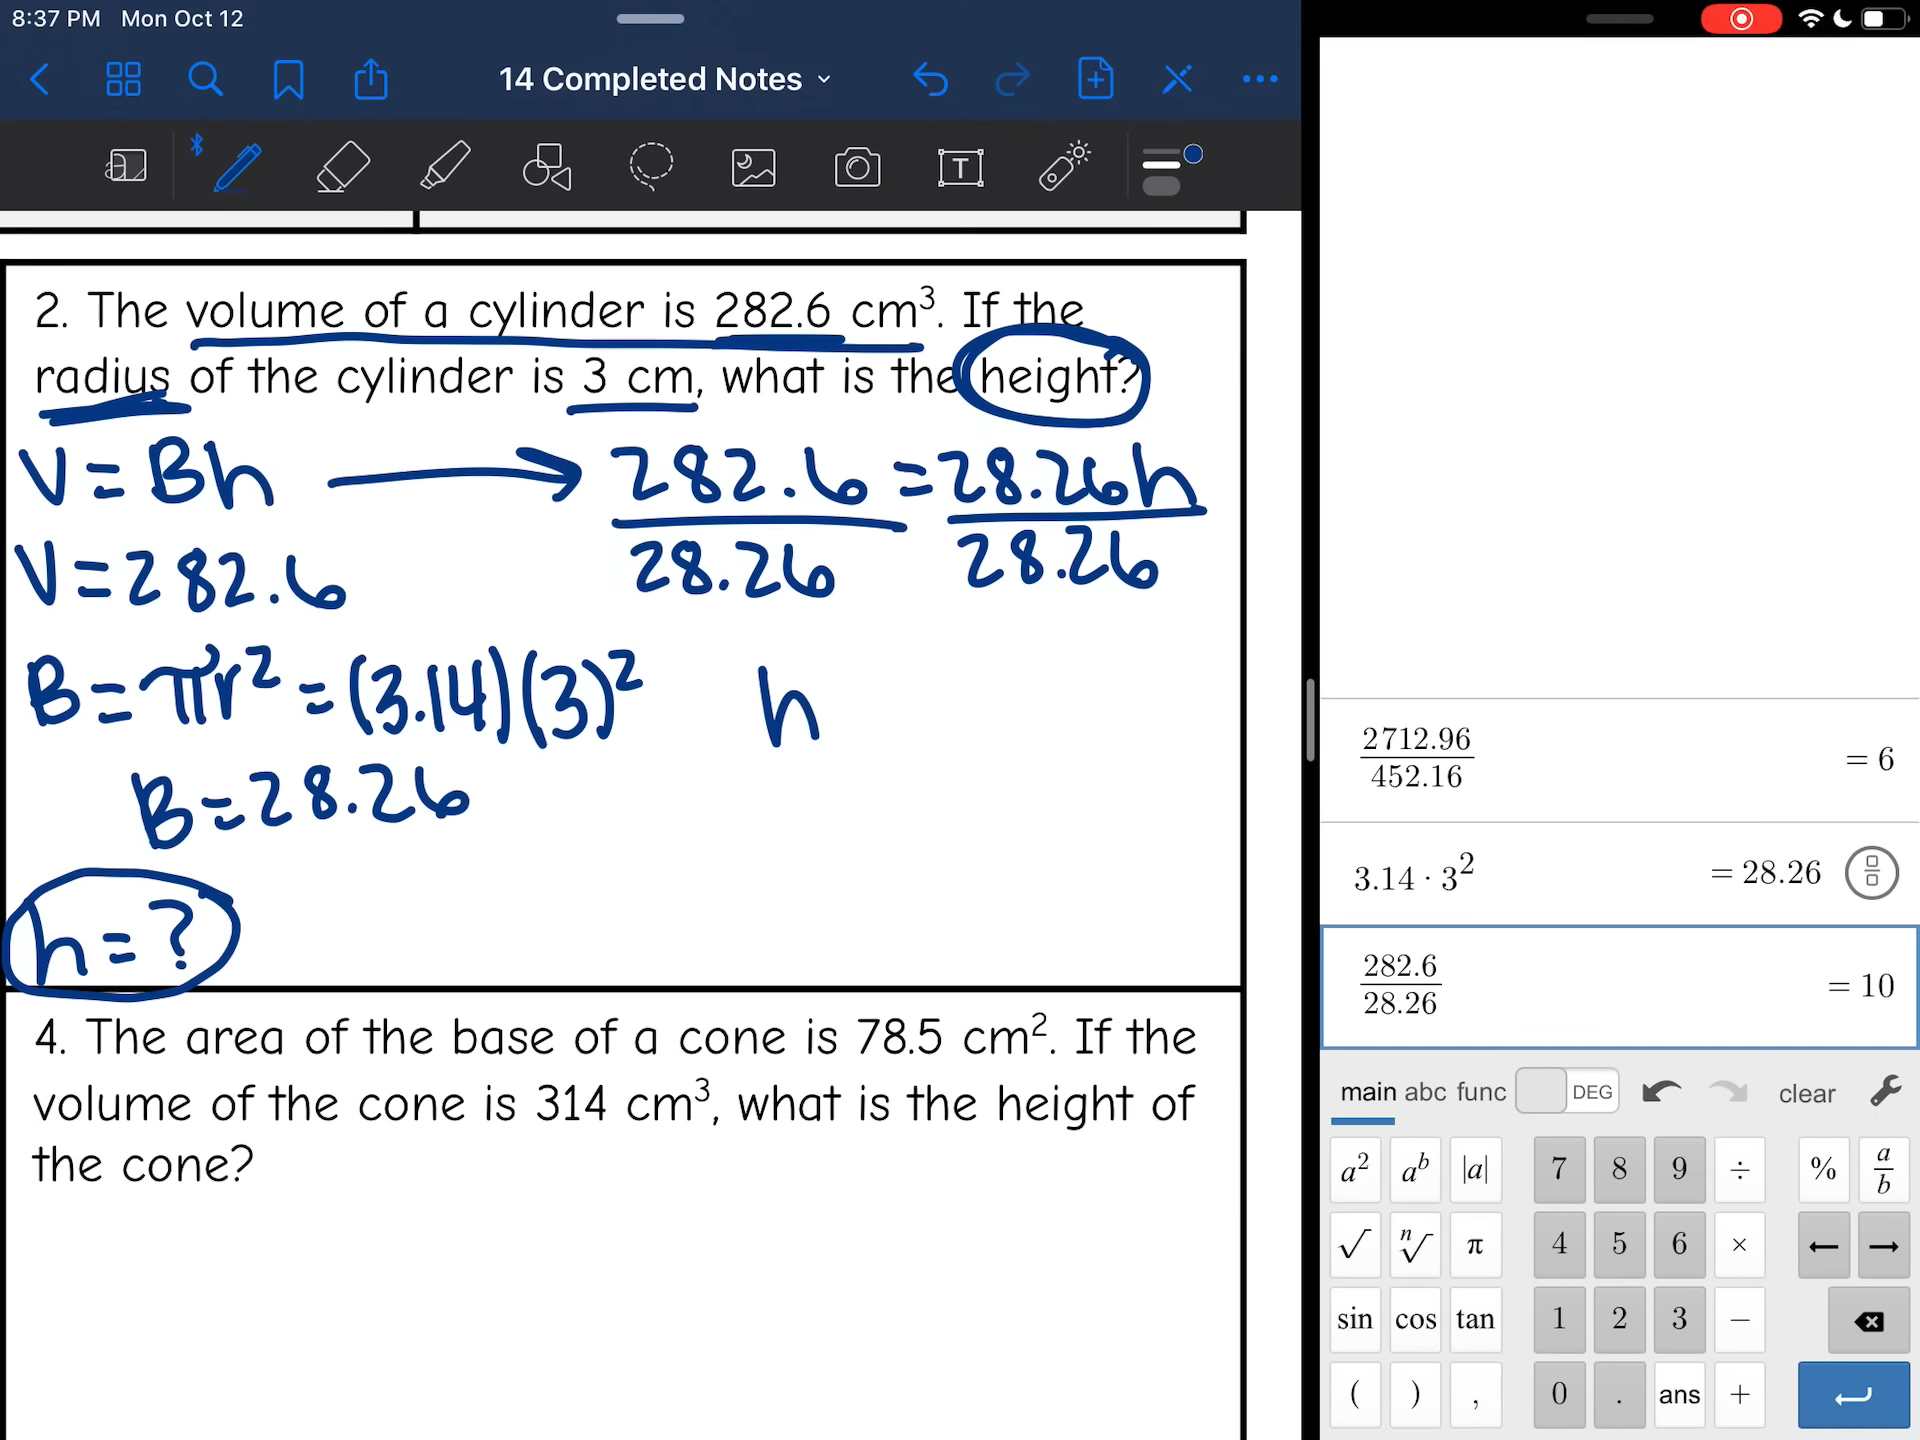 8:37 PM Mon Oct 12
14 Completed Notes
2. The volume of a cylinder is 282.6 cm³. If the
radius of the cylinder is 3 cm, what is the height?
V = Bh → 282.6 = 28.26h
28.26 28.26
V = 282.6
B = πr² = (3.14)(3)² h
B = 28.26
h = ?
4. The area of the base of a cone is 78.5 cm². If the
volume of the cone is 314 cm³, what is the height of
the cone?
2712.96
452.16
= 6
3.14 · 3² = 28.26
282.6
28.26
= 10
main abc func DEG clear
a² aᵇ |a| 7 8 9 ÷ % a/b
√ ⁿ√ π 4 5 6 × ← →
sin cos tan 1 2 3 −
( ) , 0 . ans +